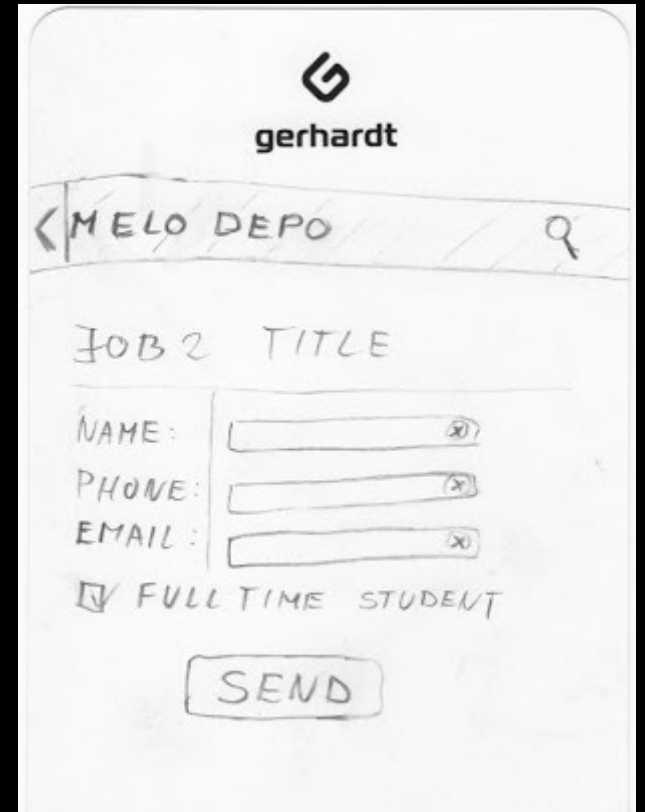 gerhardt
MELO DEPO
JOB 2 TITLE
NAME:
PHONE:
EMAIL:
FULL TIME STUDENT
SEND